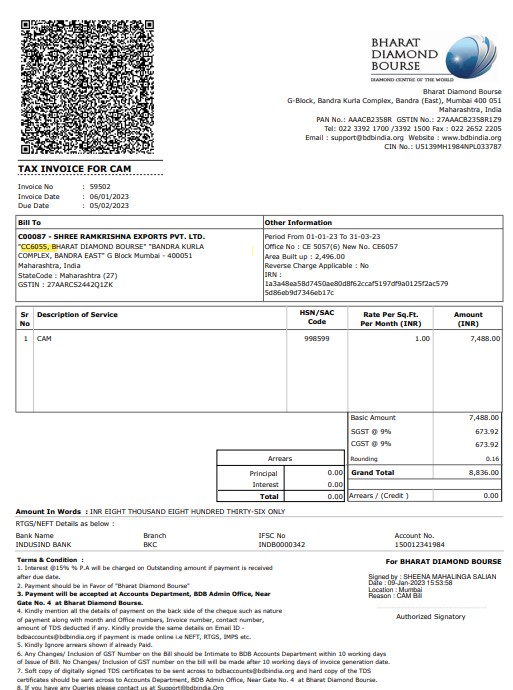 BHARAT
DIAMOND
BOURSE
DIAMOND CENTRE OF THE WORLD
Bharat Diamond Bourse
G-Block, Bandra Kurla Complex, Bandra (East), Mumbai 400 051
Maharashtra, India
PAN No.: AAACB2358R GSTIN No.: 27AAACB2358R1Z9
Tel: 022 3392 1700 /3392 1500 Fax : 022 2652 2205
Email : support@bdbindia.org Website : www.bdbindia.org
CIN No.: U5139MH1984NPL033787
TAX INVOICE FOR CAM
Invoice No : 59502
Invoice Date : 06/01/2023
Due Date : 05/02/2023
Bill To
Other Information
C00087 - SHREE RAMKRISHNA EXPORTS PVT. LTD.
"CC6055, BHARAT DIAMOND BOURSE" "BANDRA KURLA
COMPLEX, BANDRA EAST" G Block Mumbai - 400051
Maharashtra, India
StateCode : Maharashtra (27)
GSTIN : 27AARCS2442Q1ZK
Period From 01-01-23 To 31-03-23
Office No : CE 5057(6) New No. CE6057
Area Built up : 2,496.00
Reverse Charge Applicable : No
IRN :
1a3a48ea58d7450ae80d8f62ccaf5197df9a0125f2ac579
5d86eb9d7346eb17c
Sr No Description of Service HSN/SAC Code Rate Per Sq.Ft. Per Month (INR) Amount (INR)
1 CAM 998599 1.00 7,488.00
Basic Amount 7,488.00
SGST @ 9% 673.92
CGST @ 9% 673.92
Rounding 0.16
Grand Total 8,836.00
Arrears / (Credit ) 0.00
Arrears
Principal 0.00
Interest 0.00
Total 0.00
Amount In Words : INR EIGHT THOUSAND EIGHT HUNDRED THIRTY-SIX ONLY
RTGS/NEFT Details as below :
Bank Name Branch IFSC No Account No.
INDUSIND BANK BKC INDB0000342 150012341984
Terms & Condition :
1. Interest @15% % P.A will be charged on Outstanding amount if payment is received
after due date.
2. Payment should be in Favor of "Bharat Diamond Bourse"
3. Payment will be accepted at Accounts Department, BDB Admin Office, Near
Gate No. 4 at Bharat Diamond Bourse.
4. Kindly mention all the details of payment on the back side of the cheque such as nature
of payment along with month and Office Numbers, Invoice number, contact number,
amount of TDS deducted if any. Kindly provide the same details on Email ID -
bdbaccounts@bdbindia.org if payment is made online i.e NEFT, RTGS, IMPS etc.
5. Kindly Ignore arrears shown if already Paid.
6. Any Changes/ Inclusion of GST Number on the Bill should be Intimate to BDB Accounts Department within 10 working days
of Issue of Bill. No Changes/ Inclusion of GST number on the bill will be made after 10 working days of invoice generation date.
7. Soft copy of digitally signed TDS certificates to be sent across to bdbaccounts@bdbindia.org and hard copy of the TDS
certificates should be sent across to Accounts Department, BDB Admin Office, Near Gate No. 4 at Bharat Diamond Bourse.
8. If you have any Queries please contact us at Support@bdbindia.Org
For BHARAT DIAMOND BOURSE
Signed by : SHEENA MAHALINGA SALIAN
Date : 09-Jan-2023 15:53:58
Location : Mumbai
Reason : CAM Bill
Authorized Signatory